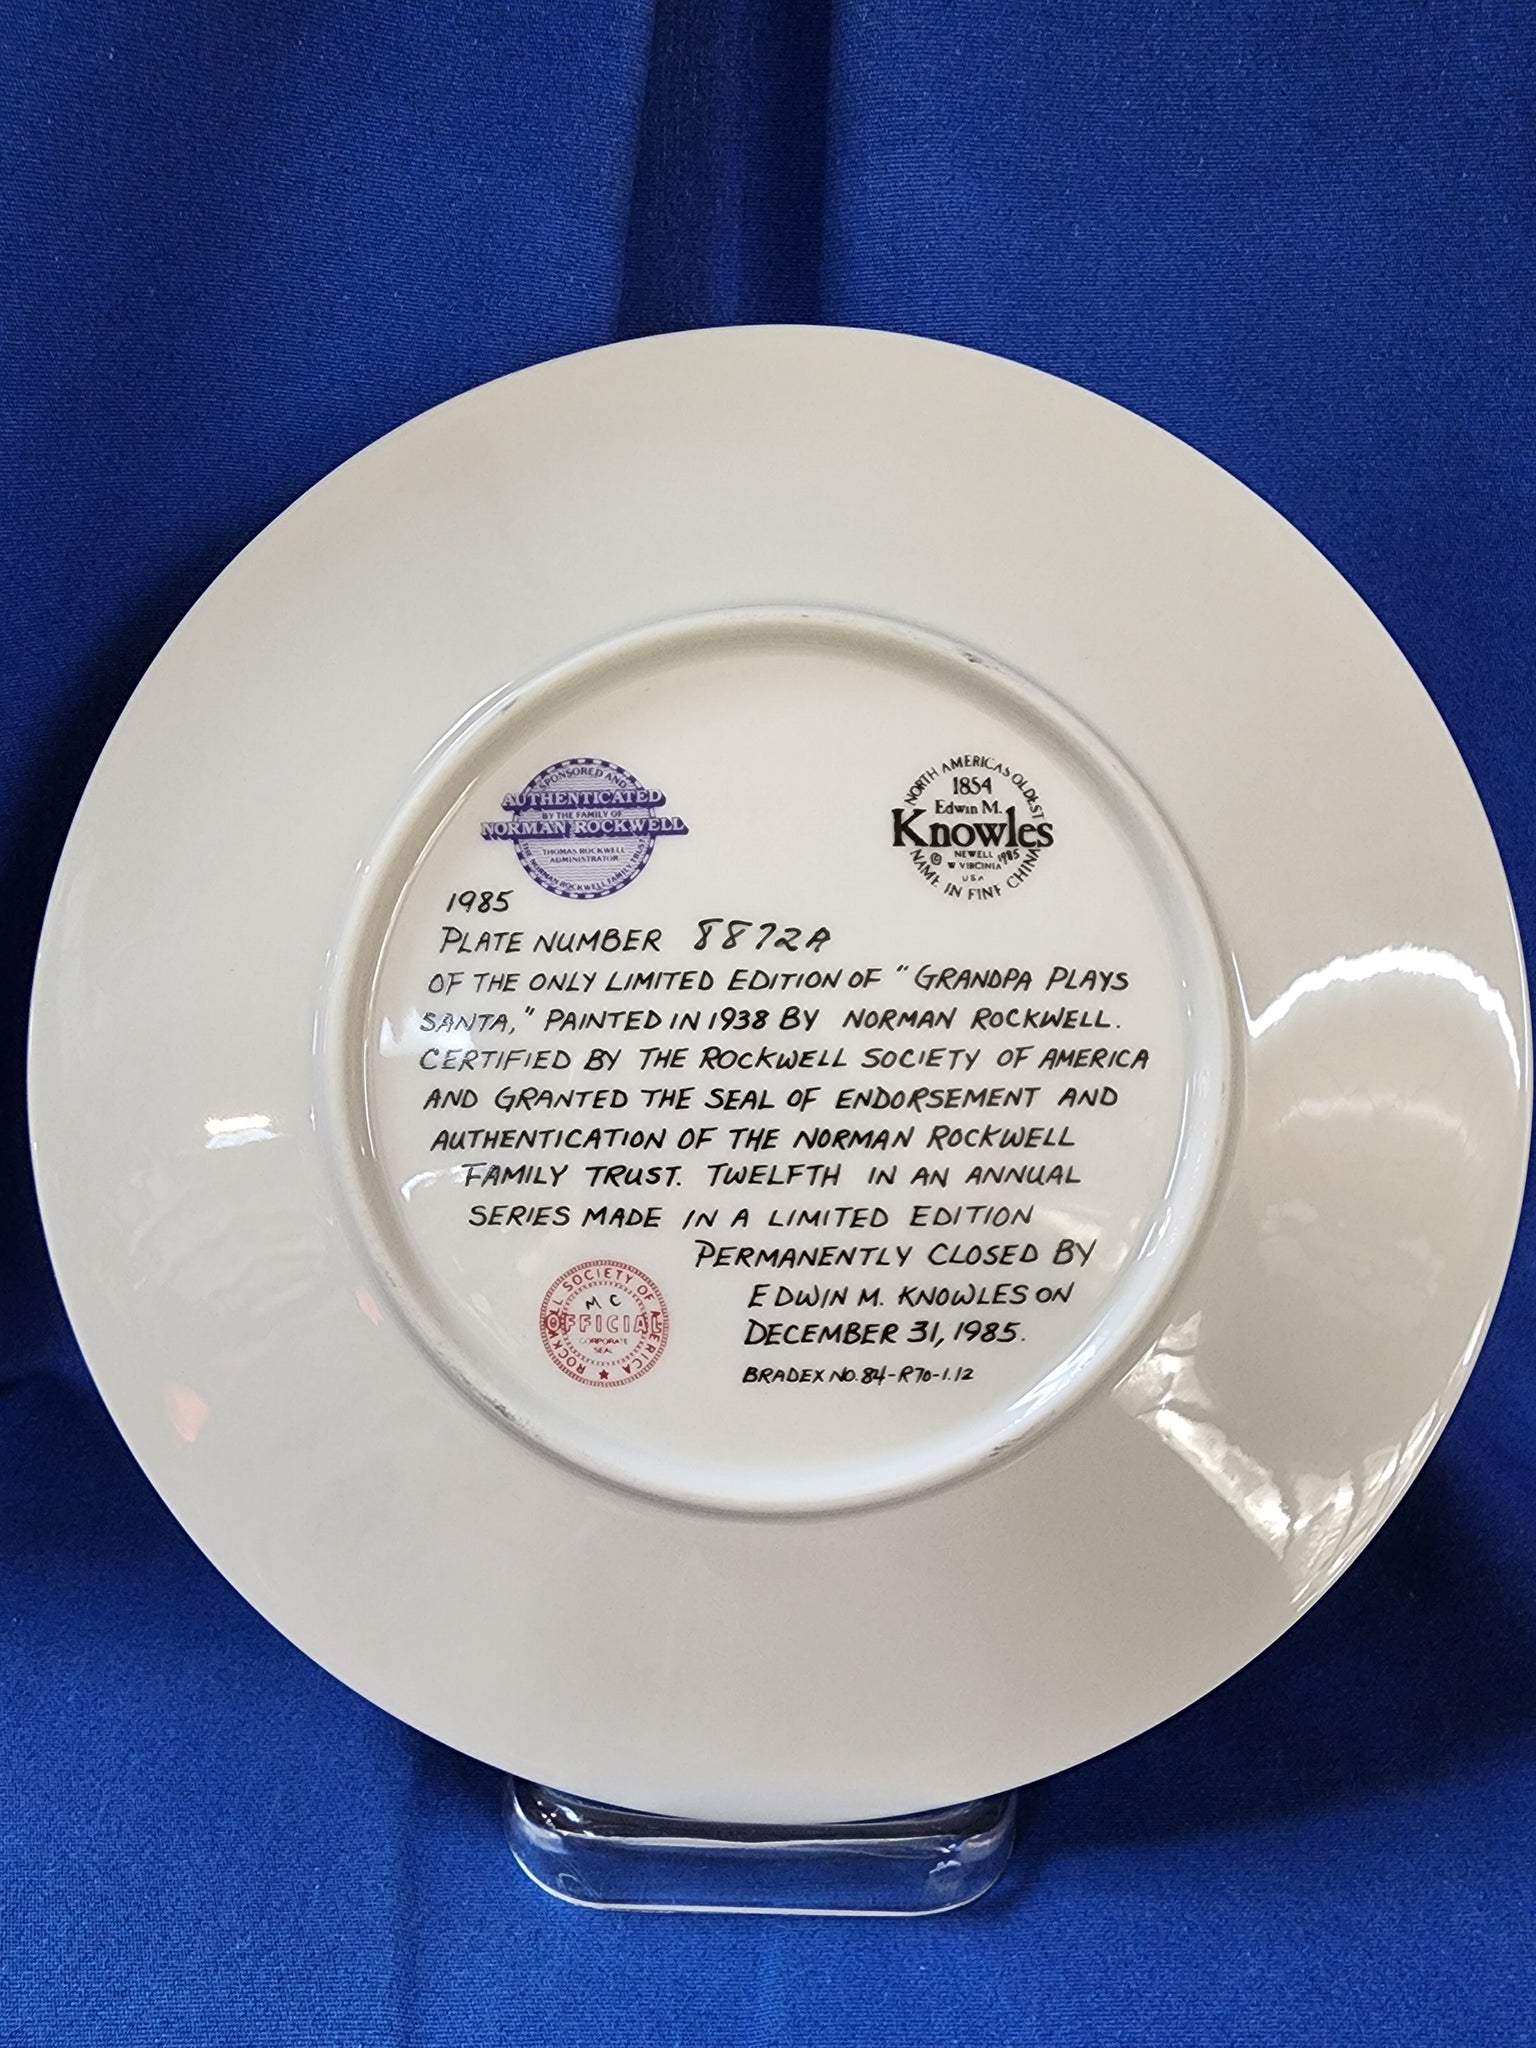 SPONSORED AND
AUTHENTICATED
BY THE FAMILY OF
NORMAN ROCKWELL
THOMAS ROCKWELL
ADMINISTRATOR
THE NORMAN ROCKWELL FAMILY TRUST
NORTH AMERICAS OLDEST
1854
Edwin M.
Knowles
© NEWELL 1985
W VIRGINIA
USA
NAME IN FINE CHINA
1985
PLATE NUMBER 8872A
OF THE ONLY LIMITED EDITION OF "GRANDPA PLAYS
SANTA," PAINTED IN 1938 BY NORMAN ROCKWELL.
CERTIFIED BY THE ROCKWELL SOCIETY OF AMERICA
AND GRANTED THE SEAL OF ENDORSEMENT AND
AUTHENTICATION OF THE NORMAN ROCKWELL
FAMILY TRUST. TWELFTH IN AN ANNUAL
SERIES MADE IN A LIMITED EDITION
PERMANENTLY CLOSED BY
EDWIN M. KNOWLES ON
DECEMBER 31, 1985.
BRADEX NO. 84-R70-1.12
ROCKWELL SOCIETY OF AMERICA
M C
OFFICIAL
CORPORATE
SEAL